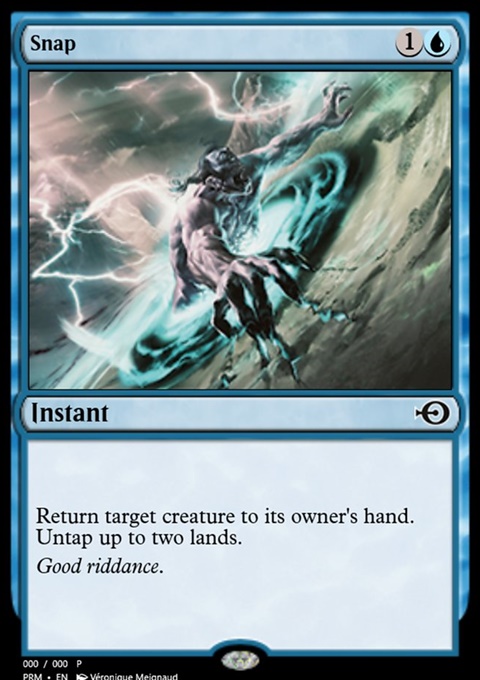 Snap
1
Instant
Return target creature to its owner's hand.
Untap up to two lands.
Good riddance.
000 / 000 P
PRM • EN Véronique Meignaud